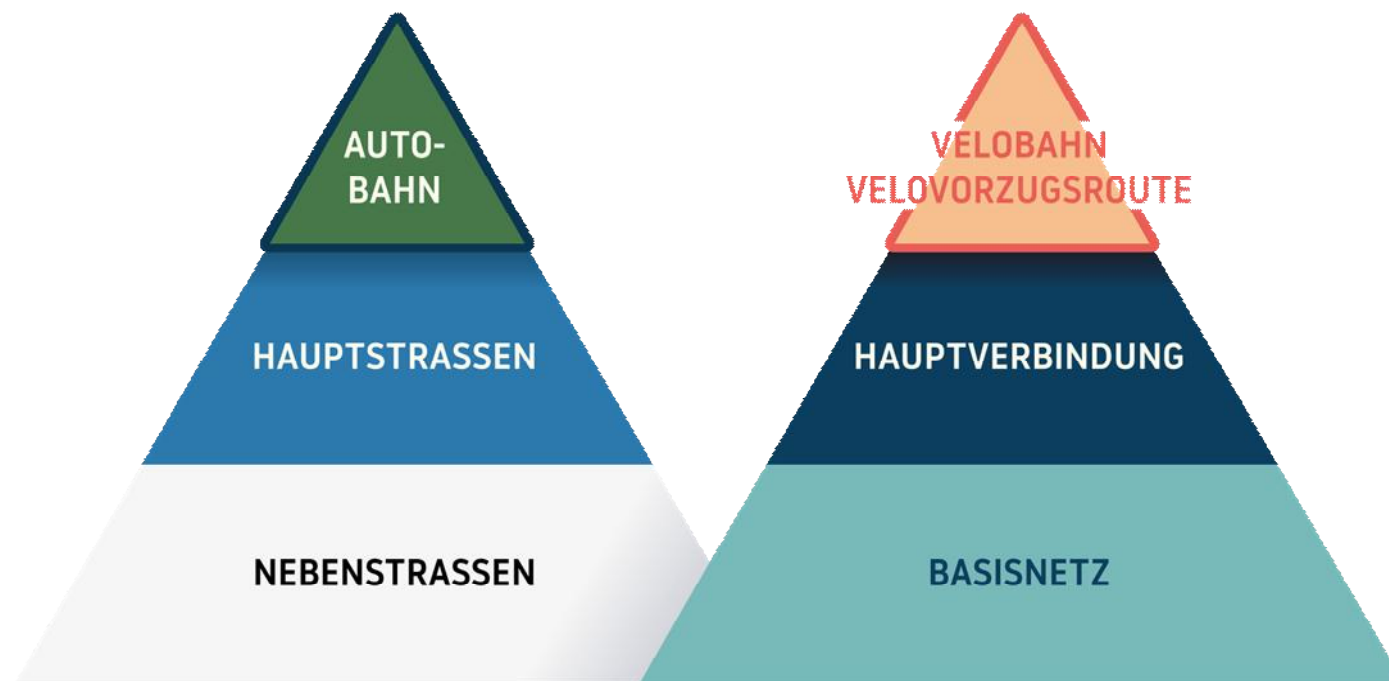 AUTO-
BAHN
HAUPTSTRASSEN
NEBENSTRASSEN
VELOBAHN
VELOVORZUGSROUTE
HAUPTVERBINDUNG
BASISNETZ